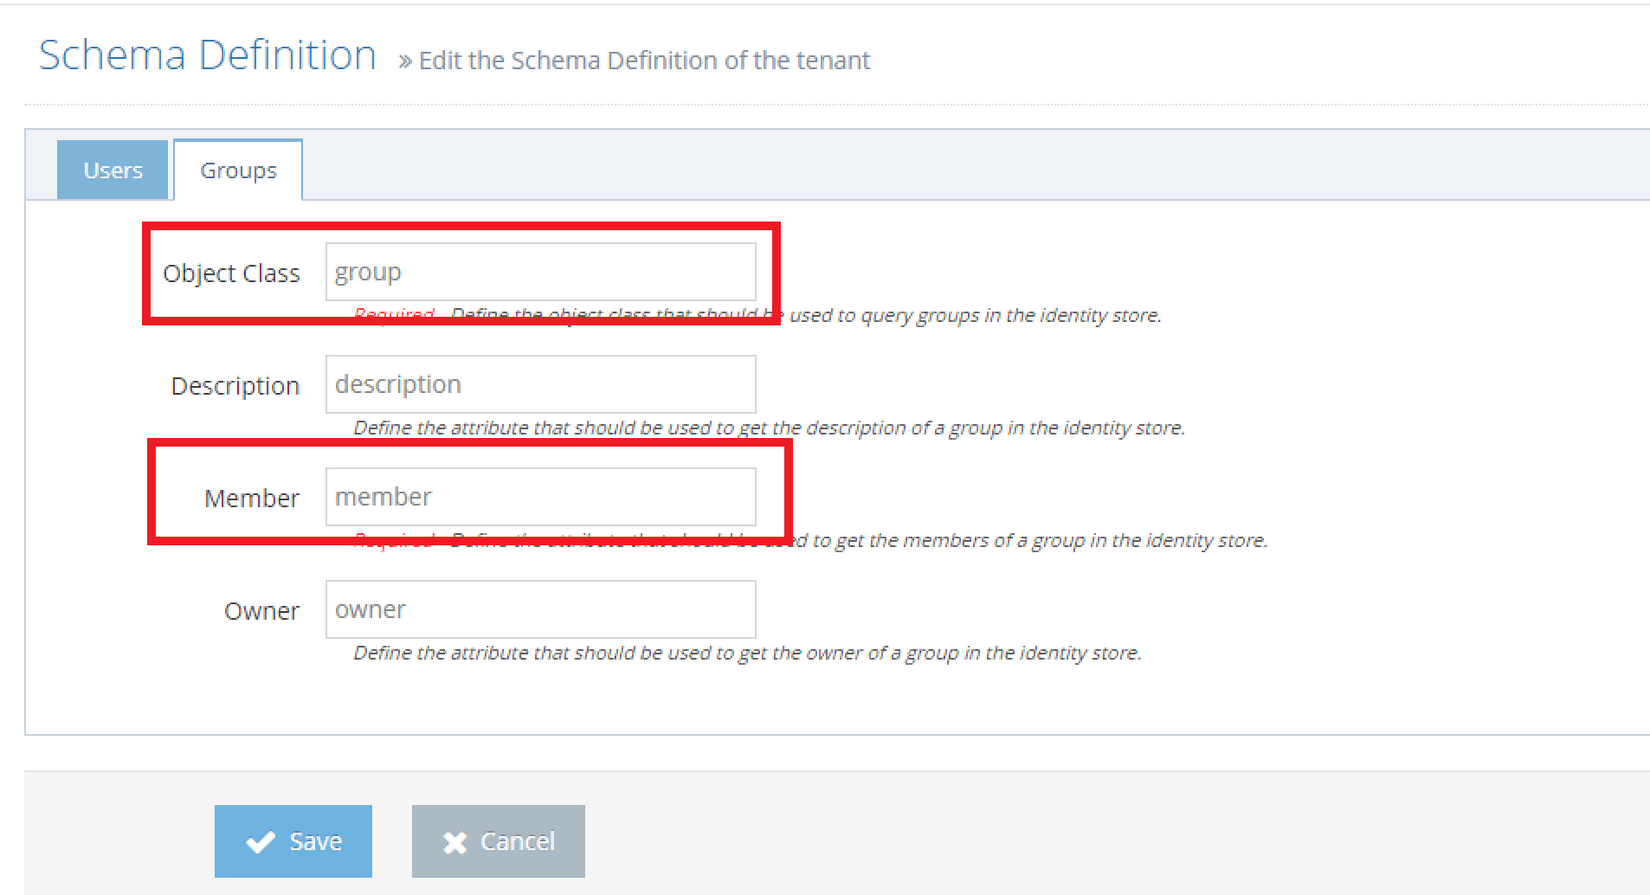 Schema Definition » Edit the Schema Definition of the tenant
Users Groups
Object Class group
Required Define the object class that should be used to query groups in the identity store.
Description description
Define the attribute that should be used to get the description of a group in the identity store.
Member member
Required Define the attribute that should be used to get the members of a group in the identity store.
Owner owner
Define the attribute that should be used to get the owner of a group in the identity store.
Save Cancel